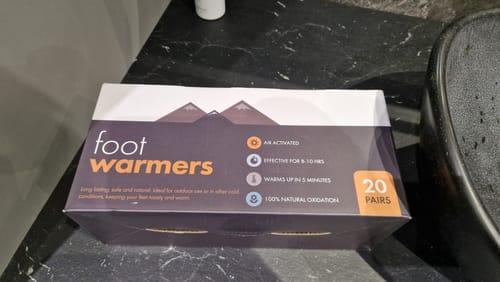 foot
warmers
Long lasting, safe and natural. Ideal for outdoor use or in other cold
conditions, keeping your feet toasty and warm.
AIR ACTIVATED
EFFECTIVE FOR 8-10 HRS
WARMS UP IN 5 MINUTES
100% NATURAL OXIDATION
20
PAIRS